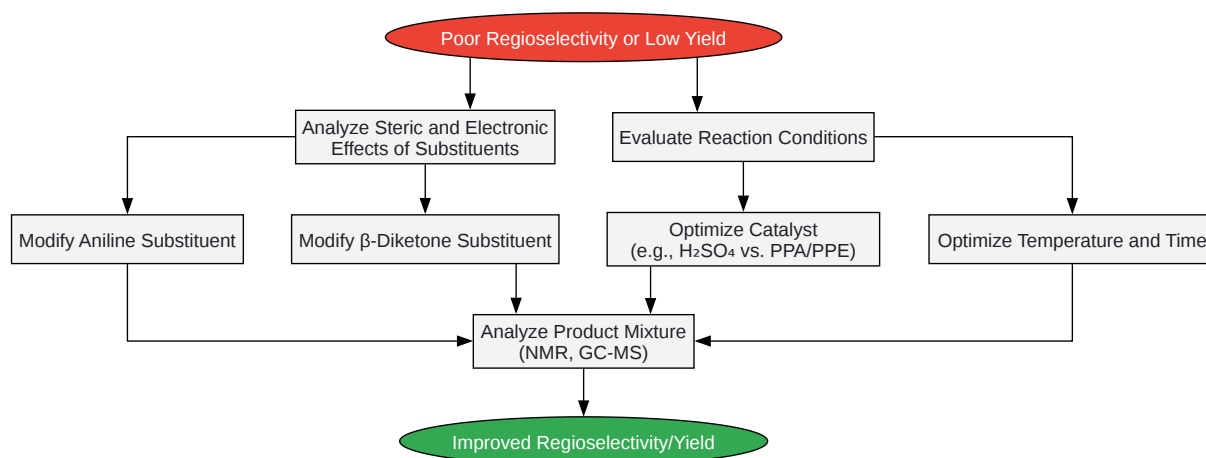 Poor Regioselectivity or Low Yield
Analyze Steric and Electronic
Effects of Substituents
Evaluate Reaction Conditions
Modify Aniline Substituent
Modify β-Diketone Substituent
Optimize Catalyst
(e.g., H₂SO₄ vs. PPA/PPE)
Optimize Temperature and Time
Analyze Product Mixture
(NMR, GC-MS)
Improved Regioselectivity/Yield